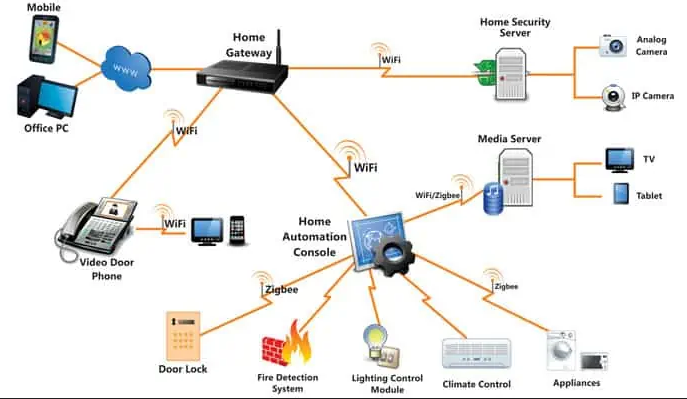 Mobile
Home
Gateway
Home Security
Server
Analog
Camera
WiFi
www
IP Camera
Office PC
WiFi
Media Server
TV
WiFi
WiFi/Zigbee
Tablet
WiFi
Home
Automation
Console
Video Door
Phone
Zigbee
Zigbee
Door Lock
Fire Detection
System
Lighting Control
Module
Climate Control
Appliances